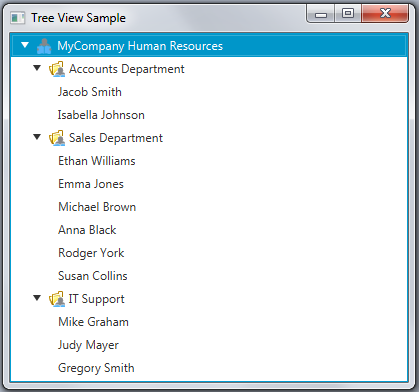 Tree View Sample
MyCompany Human Resources
Accounts Department
Jacob Smith
Isabella Johnson
Sales Department
Ethan Williams
Emma Jones
Michael Brown
Anna Black
Rodger York
Susan Collins
IT Support
Mike Graham
Judy Mayer
Gregory Smith